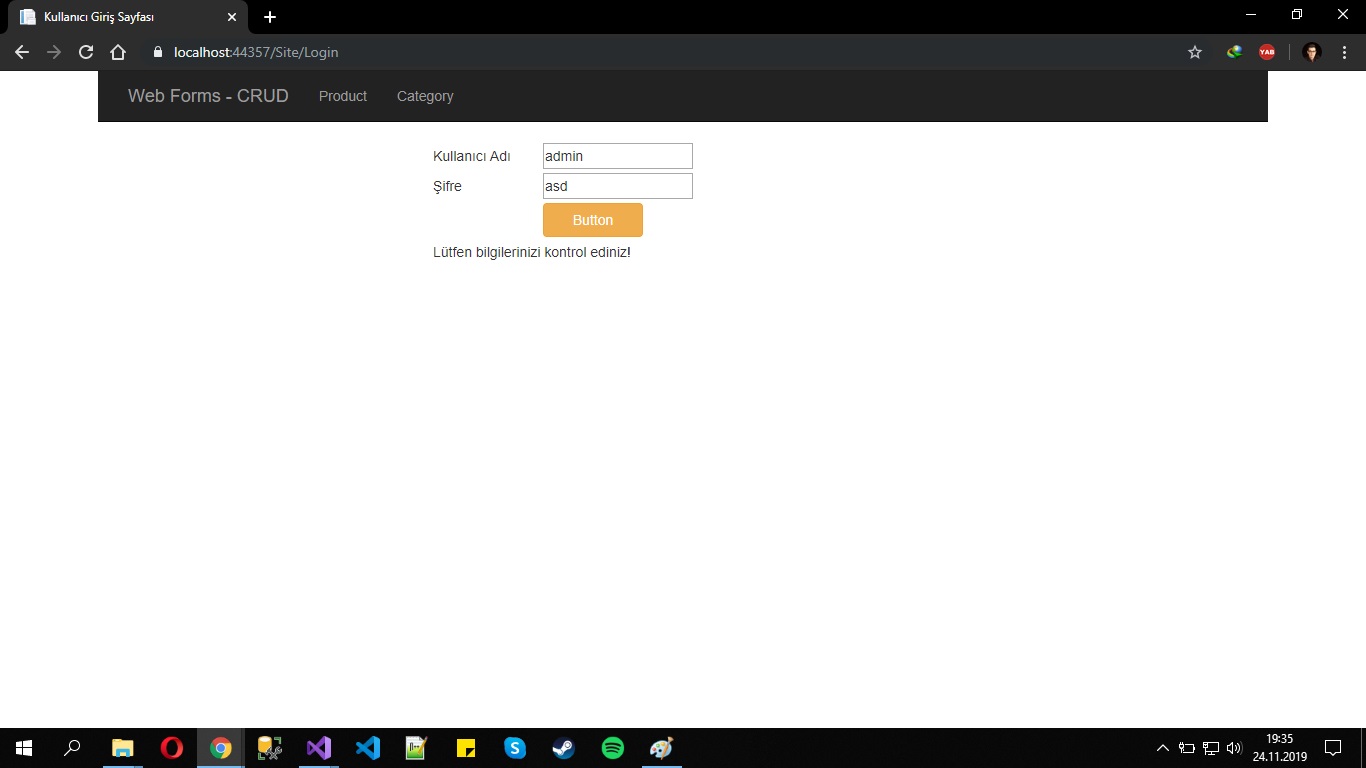 Kullanıcı Giriş Sayfası
localhost:44357/Site/Login
YAB
Web Forms - CRUD Product Category
Kullanıcı Adı admin
Şifre asd
Button
Lütfen bilgilerinizi kontrol ediniz!
19:35
24.11.2019